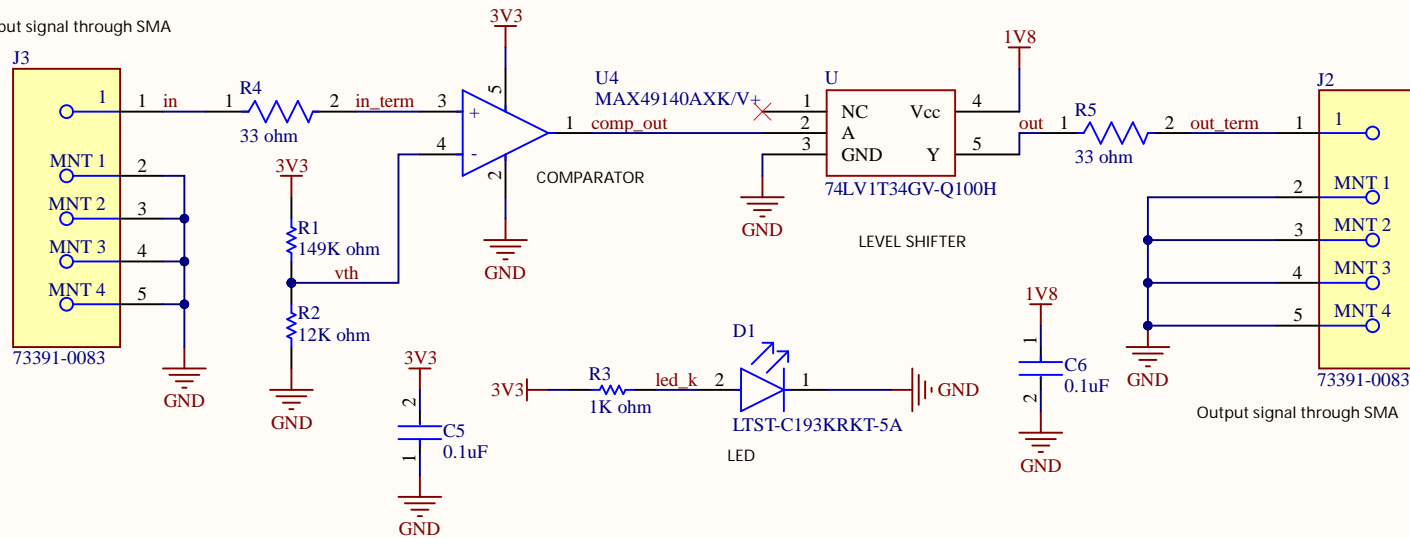 put signal through SMA
J3
1
1
in
MNT 1
2
MNT 2
3
MNT 3
4
MNT 4
5
73391-0083
GND
R4
1
2
33 ohm
in_term
3V3
R1
149K ohm
vth
R2
12K ohm
GND
3V3
5
3
+
4
-
2
1
GND
COMPARATOR
U4
MAX49140AXK/V+
comp_out
U
1
NC
2
A
3
GND
Vcc
4
Y
5
74LV1T34GV-Q100H
GND
LEVEL SHIFTER
1V8
out
R5
1
2
33 ohm
out_term
J2
1
1
2
MNT 1
3
MNT 2
4
MNT 3
5
MNT 4
73391-0083
GND
Output signal through SMA
3V3
2
C5
0.1uF
1
GND
3V3
R3
1K ohm
led_k
2
D1
1
LTST-C193KRKT-5A
GND
LED
1V8
1
C6
0.1uF
2
GND